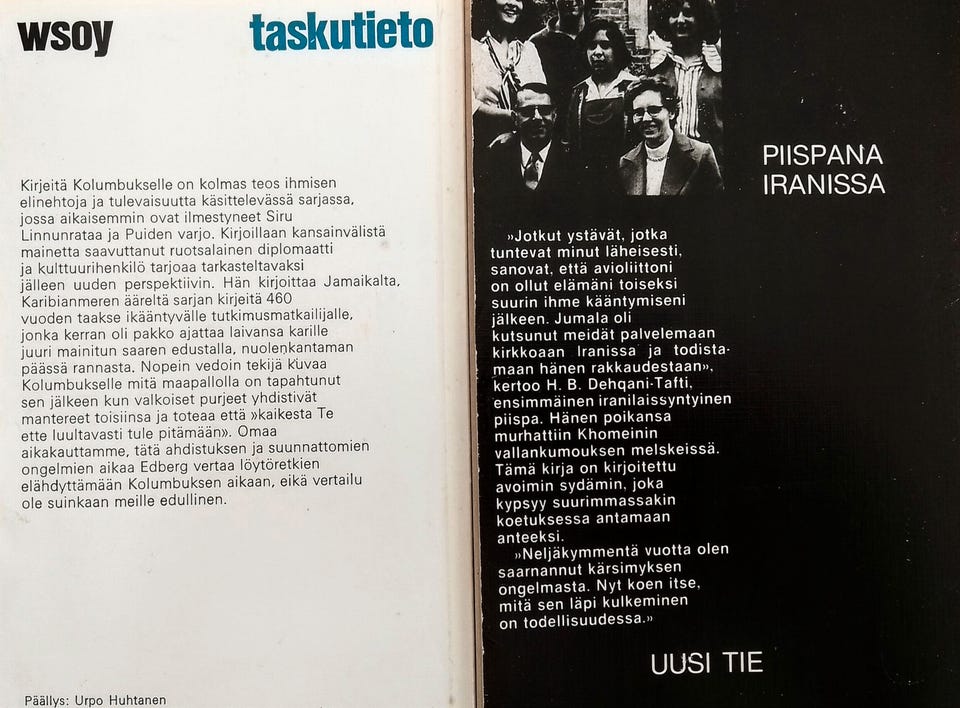 wsoy
taskutieto
Kirjeitä Kolumbukselle on kolmas teos ihmisen
elinehtoja ja tulevaisuutta käsittelevässä sarjassa,
jossa aikaisemmin ovat ilmestyneet Siru
Linnunrataa ja Puiden varjo. Kirjoillaan kansainvälistä
mainetta saavuttanut ruotsalainen diplomaatti
ja kulttuurihenkilö tarjoaa tarkasteltavaksi
jälleen uuden perspektiivin. Hän kirjoittaa Jamaikalta,
Karibianmeren ääreltä sarjan kirjeitä 460
vuoden taakse ikääntyvälle tutkimusmatkailijalle,
jonka kerran oli pakko ajattaa laivansa karille
juuri mainitun saaren edustalla, nuolenkantaman
päässä rannasta. Nopein vedoin tekijä kuvaa
Kolumbukselle mitä maapallolla on tapahtunut
sen jälkeen kun valkoiset purjeet yhdistivät
mantereet toisiinsa ja toteaa että »kaikesta Te
ette luultavasti tule pitämään». Omaa
aikakauttamme, tätä ahdistuksen ja suunnattomien
ongelmien aikaa Edberg vertaa löytöretkien
elähdyttämään Kolumbuksen aikaan, eikä vertailu
ole suinkaan meille edullinen.
Päällys: Urpo Huhtanen
PIISPANA
IRANISSA
»Jotkut ystävät, jotka
tuntevat minut läheisesti,
sanovat, että avioliittoni
on ollut elämäni toiseksi
suurin ihme kääntymiseni
jälkeen. Jumala oli
kutsunut meidät palvelemaan
kirkkoaan Iranissa ja todista-
maan hänen rakkaudestaan»,
kertoo H. B. Dehqani-Tafti,
ensimmäinen iranilaissyntyinen
piispa. Hänen poikansa
murhattiin Khomeinin
vallankumouksen melskeissä.
Tämä kirja on kirjoitettu
avoimin sydämin, joka
kypsyy suurimmassakin
koetuksessa antamaan
anteeksi.
»Neljäkymmentä vuotta olen
saarnannut kärsimyksen
ongelmasta. Nyt koen itse,
mitä sen läpi kulkeminen
on todellisuudessa.»
UUSI TIE